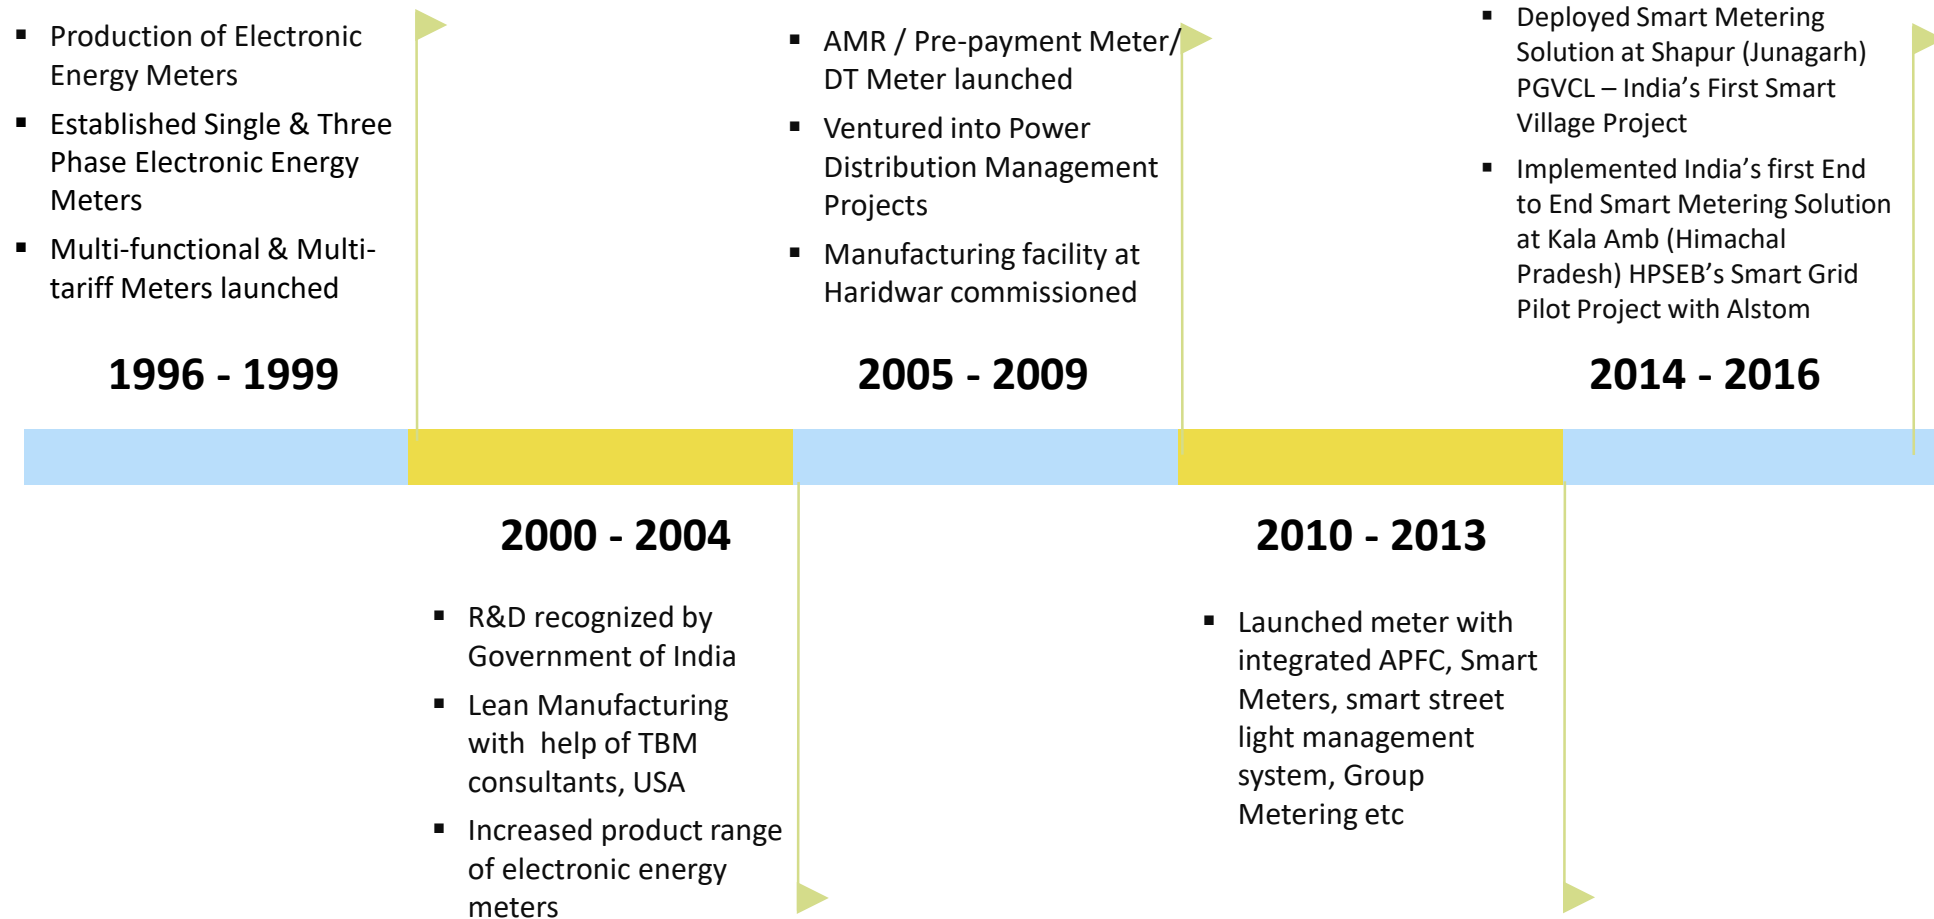 ▪ Production of Electronic
Energy Meters
▪ Established Single & Three
Phase Electronic Energy
Meters
▪ Multi-functional & Multi-
tariff Meters launched
1996 - 1999
▪ R&D recognized by
Government of India
▪ Lean Manufacturing
with help of TBM
consultants, USA
▪ Increased product range
of electronic energy
meters
2000 - 2004
▪ AMR / Pre-payment Meter/
DT Meter launched
▪ Ventured into Power
Distribution Management
Projects
▪ Manufacturing facility at
Haridwar commissioned
2005 - 2009
2010 - 2013
▪ Launched meter with
integrated APFC, Smart
Meters, smart street
light management
system, Group
Metering etc
▪ Deployed Smart Metering
Solution at Shapur (Junagarh)
PGVCL – India’s First Smart
Village Project
▪ Implemented India’s first End
to End Smart Metering Solution
at Kala Amb (Himachal
Pradesh) HPSEB’s Smart Grid
Pilot Project with Alstom
2014 - 2016